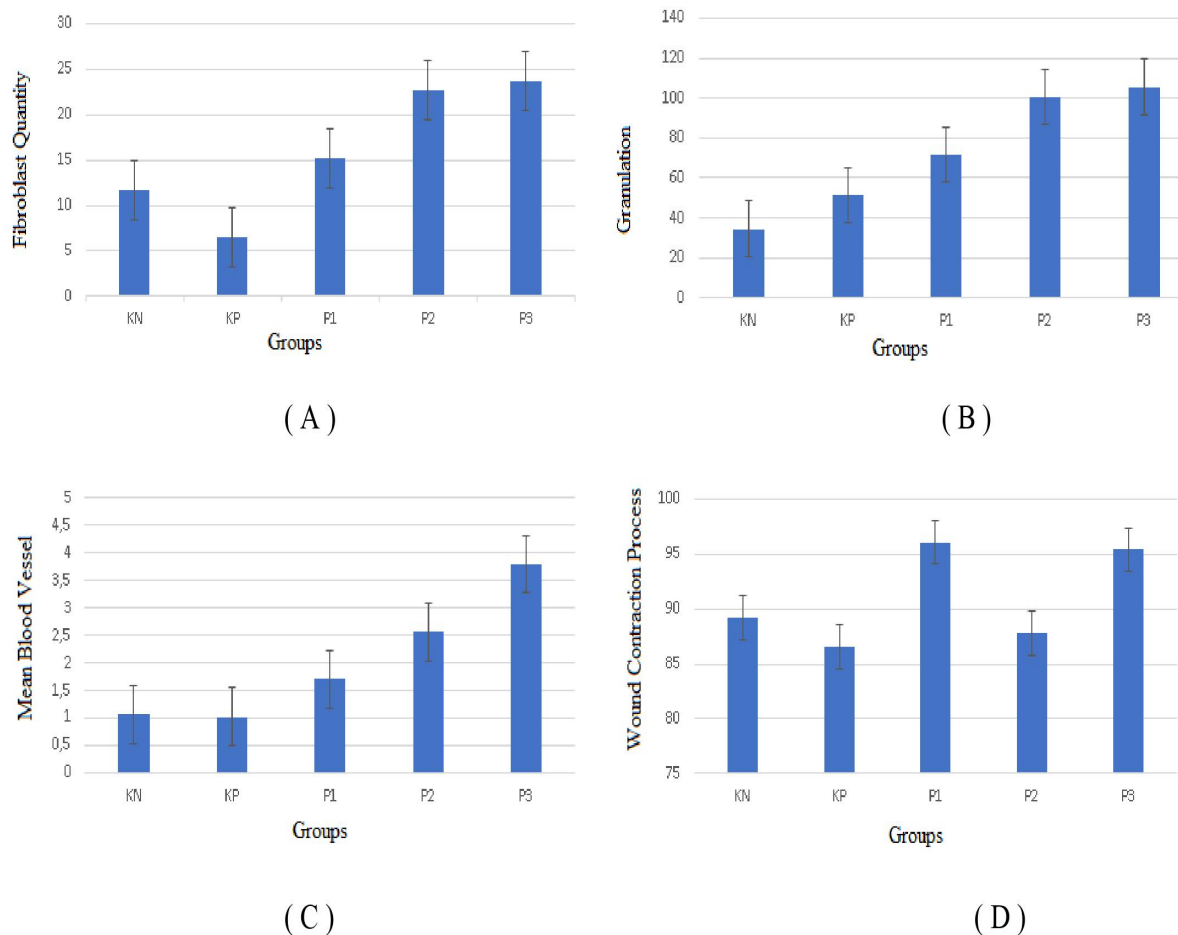 30
25
20
15
10
5
0
Fibroblast Quantity
KN KP P1 P2 P3
Groups
( A )
140
120
100
80
60
40
20
0
Granulation
KN KP P1 P2 P3
Groups
( B )
5
4,5
4
3,5
3
2,5
2
1,5
1
0,5
0
Mean Blood Vessel
KN KP P1 P2 P3
Groups
( C )
100
95
90
85
80
75
Wound Contraction Process
KN KP P1 P2 P3
Groups
( D )